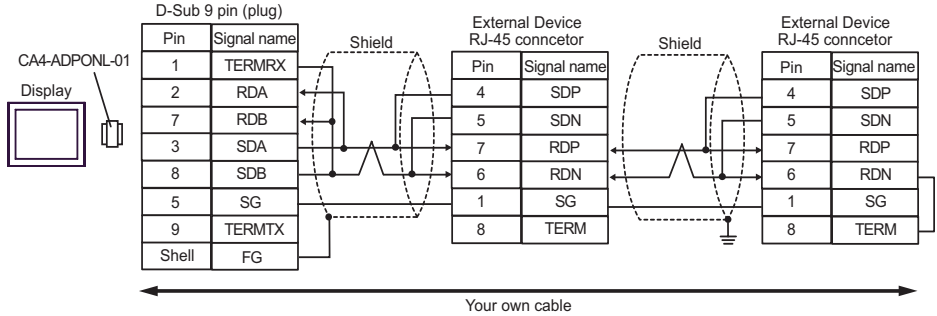 D-Sub 9 pin (plug)
External Device
RJ-45 conncetor
External Device
RJ-45 conncetor
CA4-ADPONL-01
Display
Shield
Shield
Pin Signal name
1 TERMRX
2 RDA
7 RDB
3 SDA
8 SDB
5 SG
9 TERMTX
Shell FG
Pin Signal name
4 SDP
5 SDN
7 RDP
6 RDN
1 SG
8 TERM
Pin Signal name
4 SDP
5 SDN
7 RDP
6 RDN
1 SG
8 TERM
Your own cable